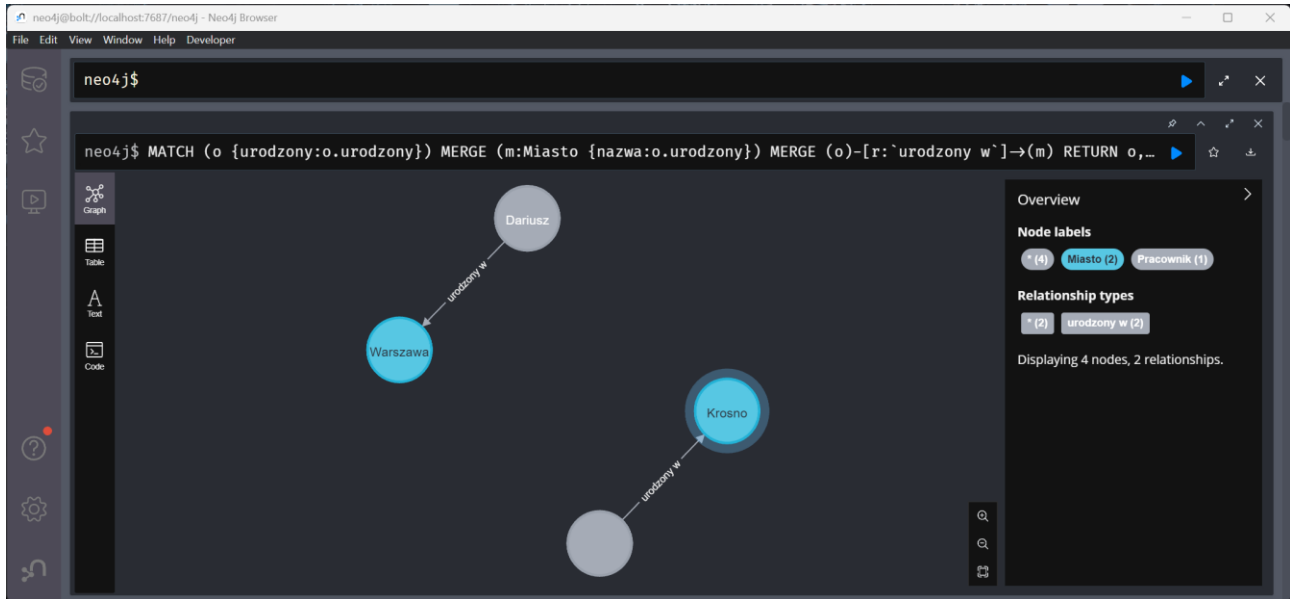 neo4j@bolt://localhost:7687/neo4j - Neo4j Browser
File Edit View Window Help Developer
neo4j$
neo4j$ MATCH (o {urodzony:o.urodzony}) MERGE (m:Miasto {nazwa:o.urodzony}) MERGE (o)-[r:`urodzony w`]→(m) RETURN o,…
Graph
Table
Text
Code
Dariusz
urodzony w
Warszawa
Krosno
urodzony w
Overview
Node labels
* (4) Miasto (2) Pracownik (1)
Relationship types
* (2) urodzony w (2)
Displaying 4 nodes, 2 relationships.